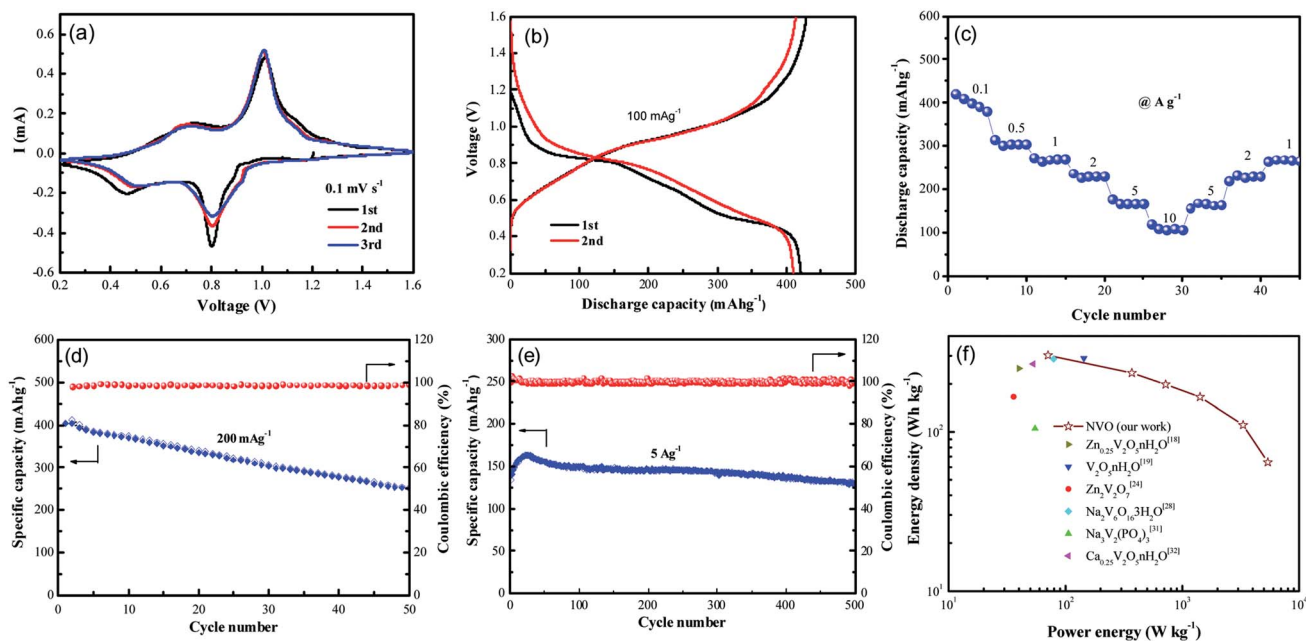 (a)
I (mA)
0.6
0.4
0.2
0.0
-0.2
-0.4
-0.6
0.1 mV s⁻¹
1st
2nd
3rd
0.2 0.4 0.6 0.8 1.0 1.2 1.4 1.6
Voltage (V)
(b)
Voltage (V)
1.6
1.4
1.2
1.0
0.8
0.6
0.4
0.2
100 mAg⁻¹
1st
2nd
0 100 200 300 400 500
Discharge capacity (mAhg⁻¹)
(c)
Discharge capacity (mAhg⁻¹)
600
500
400
300
200
100
0
@ A g⁻¹
0.1
0.5
1
2
5
10
5
2
1
0 10 20 30 40
Cycle number
(d)
Specific capacity (mAhg⁻¹)
600
500
400
300
200
100
0
200 mAg⁻¹
120
100
80
60
40
20
0
Coulombic efficiency (%)
0 10 20 30 40 50
Cycle number
(e)
Specific capacity (mAhg⁻¹)
300
250
200
150
100
50
0
5 Ag⁻¹
120
100
80
60
40
20
0
Coulombic efficiency (%)
0 100 200 300 400 500
Cycle number
(f)
Energy density (Wh kg⁻¹)
10²
10¹
NVO (our work)
Zn₀.₂₅V₂O₅nH₂O[18]
V₂O₅nH₂O[19]
Zn₂V₂O₇[24]
Na₂V₆O₁₆3H₂O[28]
Na₃V₂(PO₄)₃[31]
Ca₀.₂₅V₂O₅nH₂O[32]
10¹ 10² 10³ 10⁴
Power energy (W kg⁻¹)